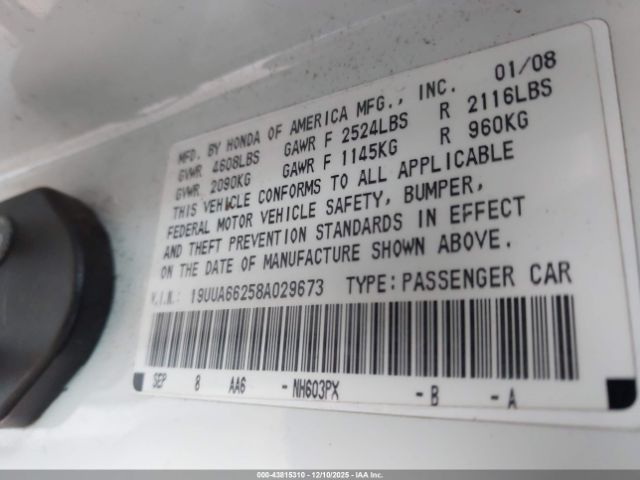 MFD. BY HONDA OF AMERICA MFG., INC. 01/08
GVWR 4608LBS GAWR F 2524LBS R 2116LBS
GVWR 2090KG GAWR F 1145KG R 960KG
THIS VEHICLE CONFORMS TO ALL APPLICABLE
FEDERAL MOTOR VEHICLE SAFETY, BUMPER,
AND THEFT PREVENTION STANDARDS IN EFFECT
ON THE DATE OF MANUFACTURE SHOWN ABOVE.
V.I.N.: 19UUA66258A029673 TYPE: PASSENGER CAR
SEP 8 AA6 -NH603PX -B -A
000-43815310 - 12/10/2025 - IAA Inc.